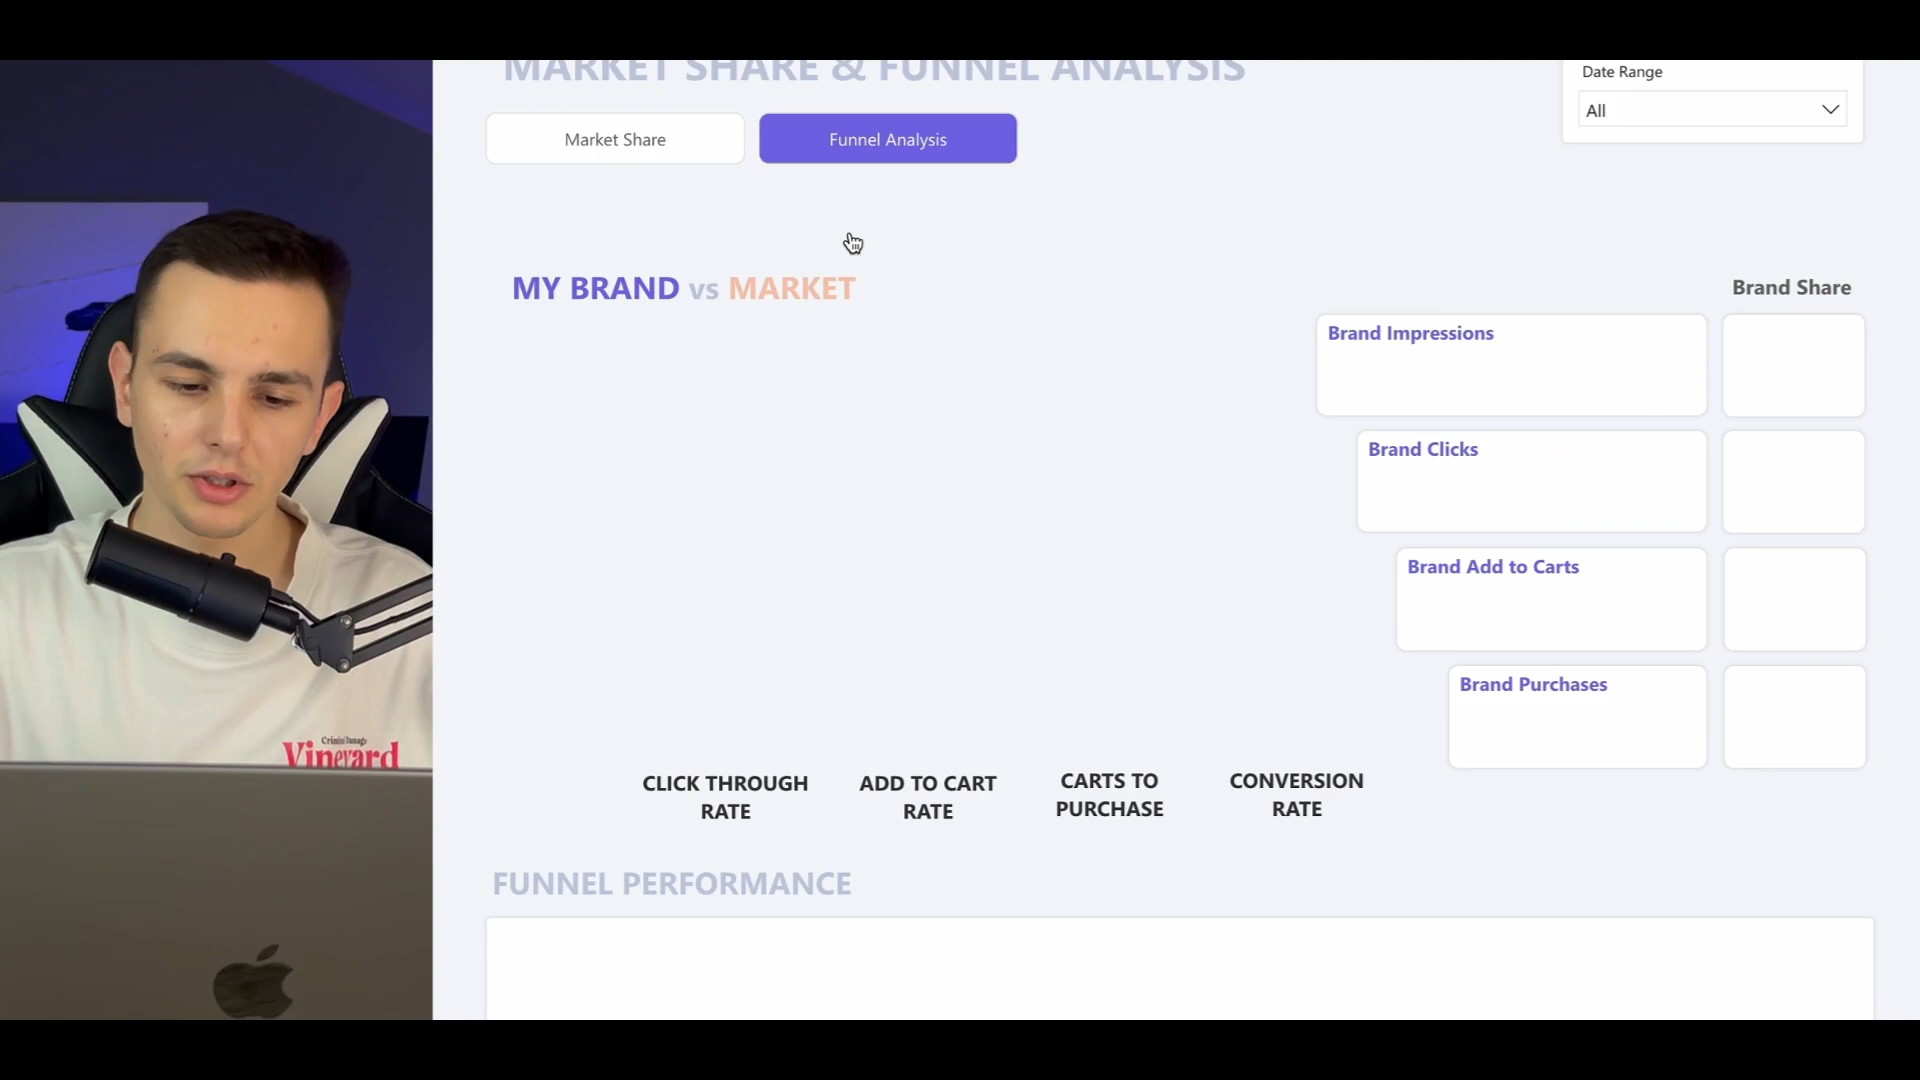 MARKET SHARE & FUNNEL ANALYSIS
Date Range
All
Market Share
Funnel Analysis
MY BRAND vs MARKET
Brand Share
Brand Impressions
Brand Clicks
Brand Add to Carts
Brand Purchases
CLICK THROUGH
RATE
ADD TO CART
RATE
CARTS TO
PURCHASE
CONVERSION
RATE
FUNNEL PERFORMANCE
Vineyard